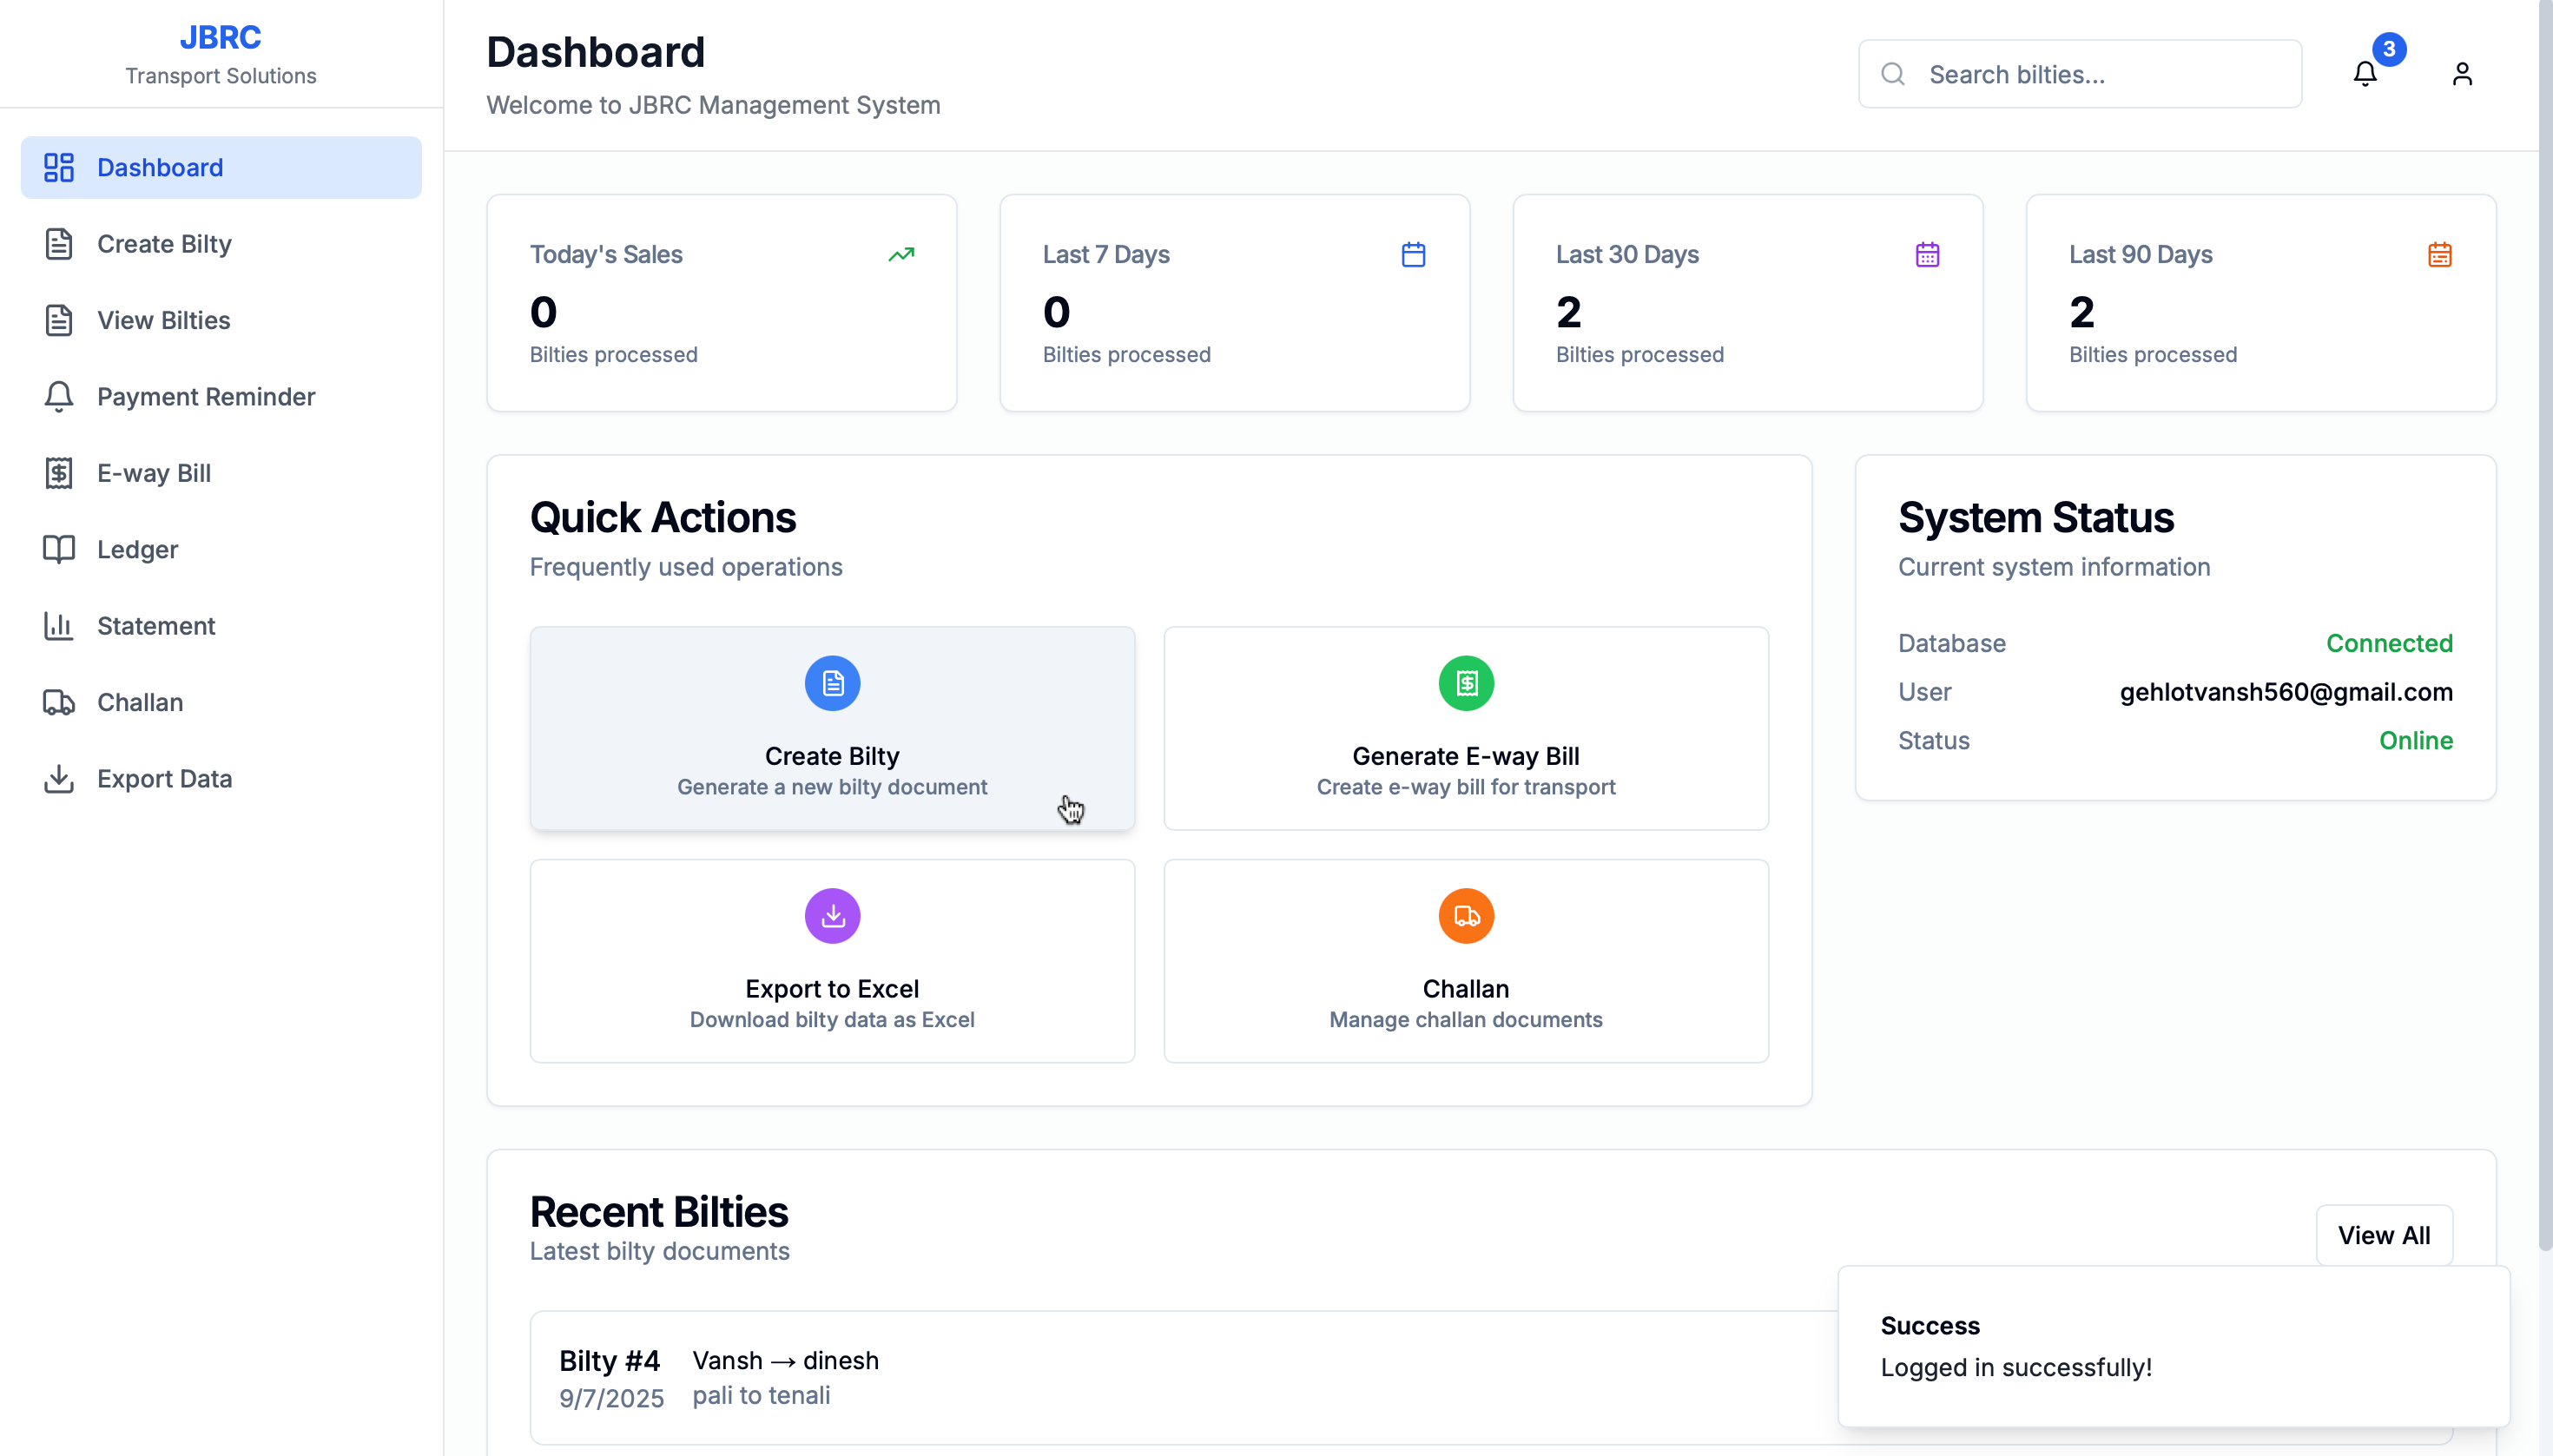 JBRC
Transport Solutions
Dashboard
Create Bilty
View Bilties
Payment Reminder
E-way Bill
Ledger
Statement
Challan
Export Data
Dashboard
Welcome to JBRC Management System
Search bilties...
3
Today's Sales
0
Bilties processed
Last 7 Days
0
Bilties processed
Last 30 Days
2
Bilties processed
Last 90 Days
2
Bilties processed
Quick Actions
Frequently used operations
Create Bilty
Generate a new bilty document
Generate E-way Bill
Create e-way bill for transport
Export to Excel
Download bilty data as Excel
Challan
Manage challan documents
System Status
Current system information
Database Connected
User gehlotvansh560@gmail.com
Status Online
Recent Bilties
Latest bilty documents
View All
Bilty #4 Vansh → dinesh
9/7/2025 pali to tenali
Success
Logged in successfully!